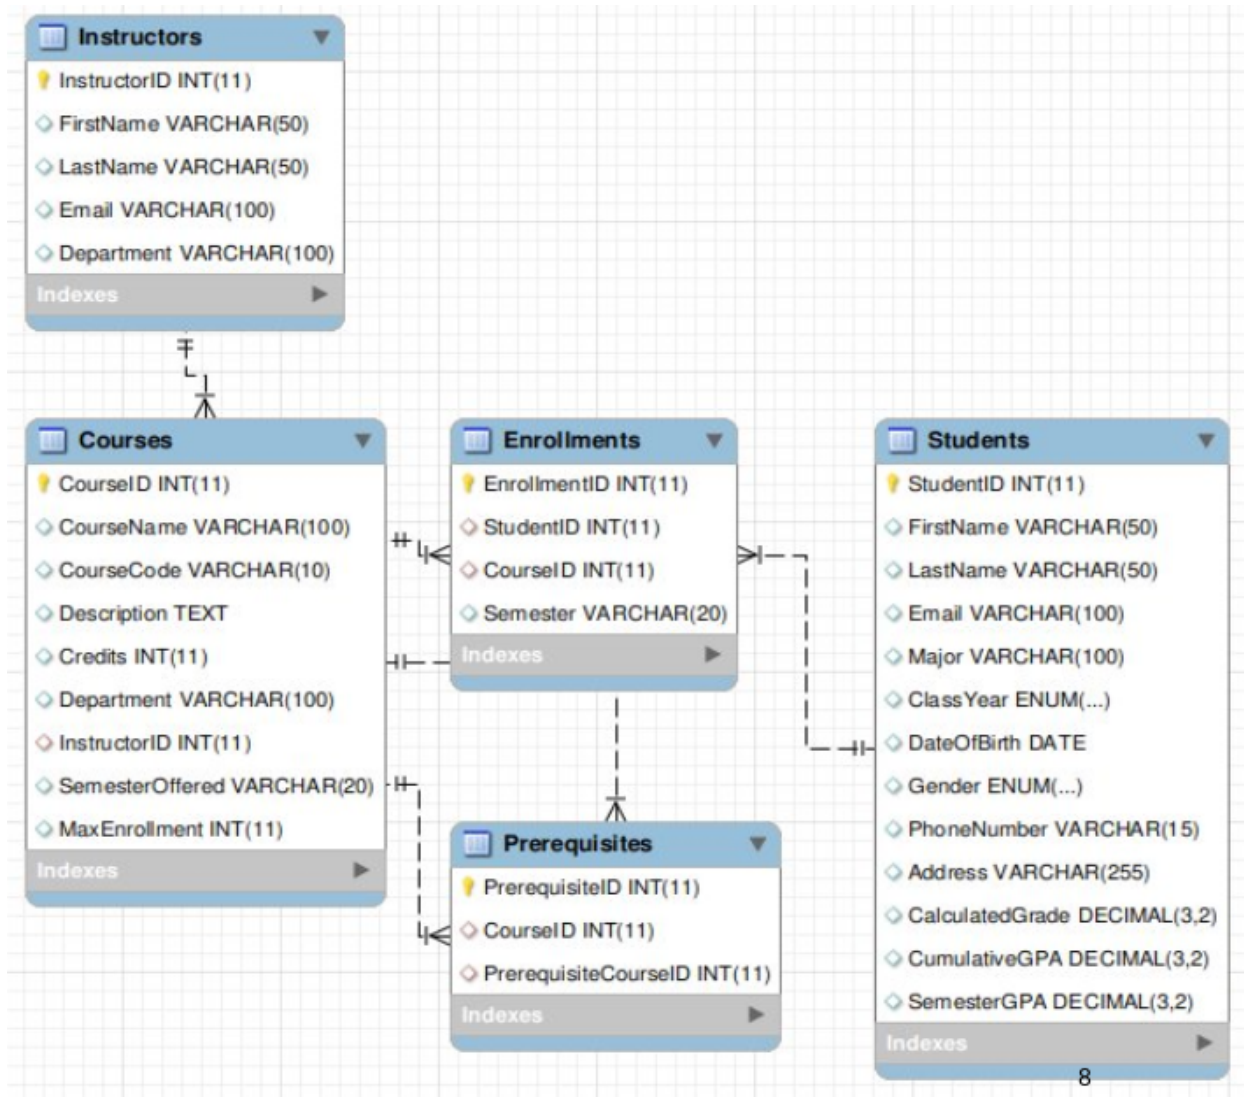 Instructors
InstructorID INT(11)
FirstName VARCHAR(50)
LastName VARCHAR(50)
Email VARCHAR(100)
Department VARCHAR(100)
Indexes
Courses
CourseID INT(11)
CourseName VARCHAR(100)
CourseCode VARCHAR(10)
Description TEXT
Credits INT(11)
Department VARCHAR(100)
InstructorID INT(11)
SemesterOffered VARCHAR(20)
MaxEnrollment INT(11)
Indexes
Enrollments
EnrollmentID INT(11)
StudentID INT(11)
CourseID INT(11)
Semester VARCHAR(20)
Indexes
Prerequisites
PrerequisiteID INT(11)
CourseID INT(11)
PrerequisiteCourseID INT(11)
Indexes
Students
StudentID INT(11)
FirstName VARCHAR(50)
LastName VARCHAR(50)
Email VARCHAR(100)
Major VARCHAR(100)
ClassYear ENUM(...)
DateOfBirth DATE
Gender ENUM(...)
PhoneNumber VARCHAR(15)
Address VARCHAR(255)
CalculatedGrade DECIMAL(3,2)
CumulativeGPA DECIMAL(3,2)
SemesterGPA DECIMAL(3,2)
Indexes
8